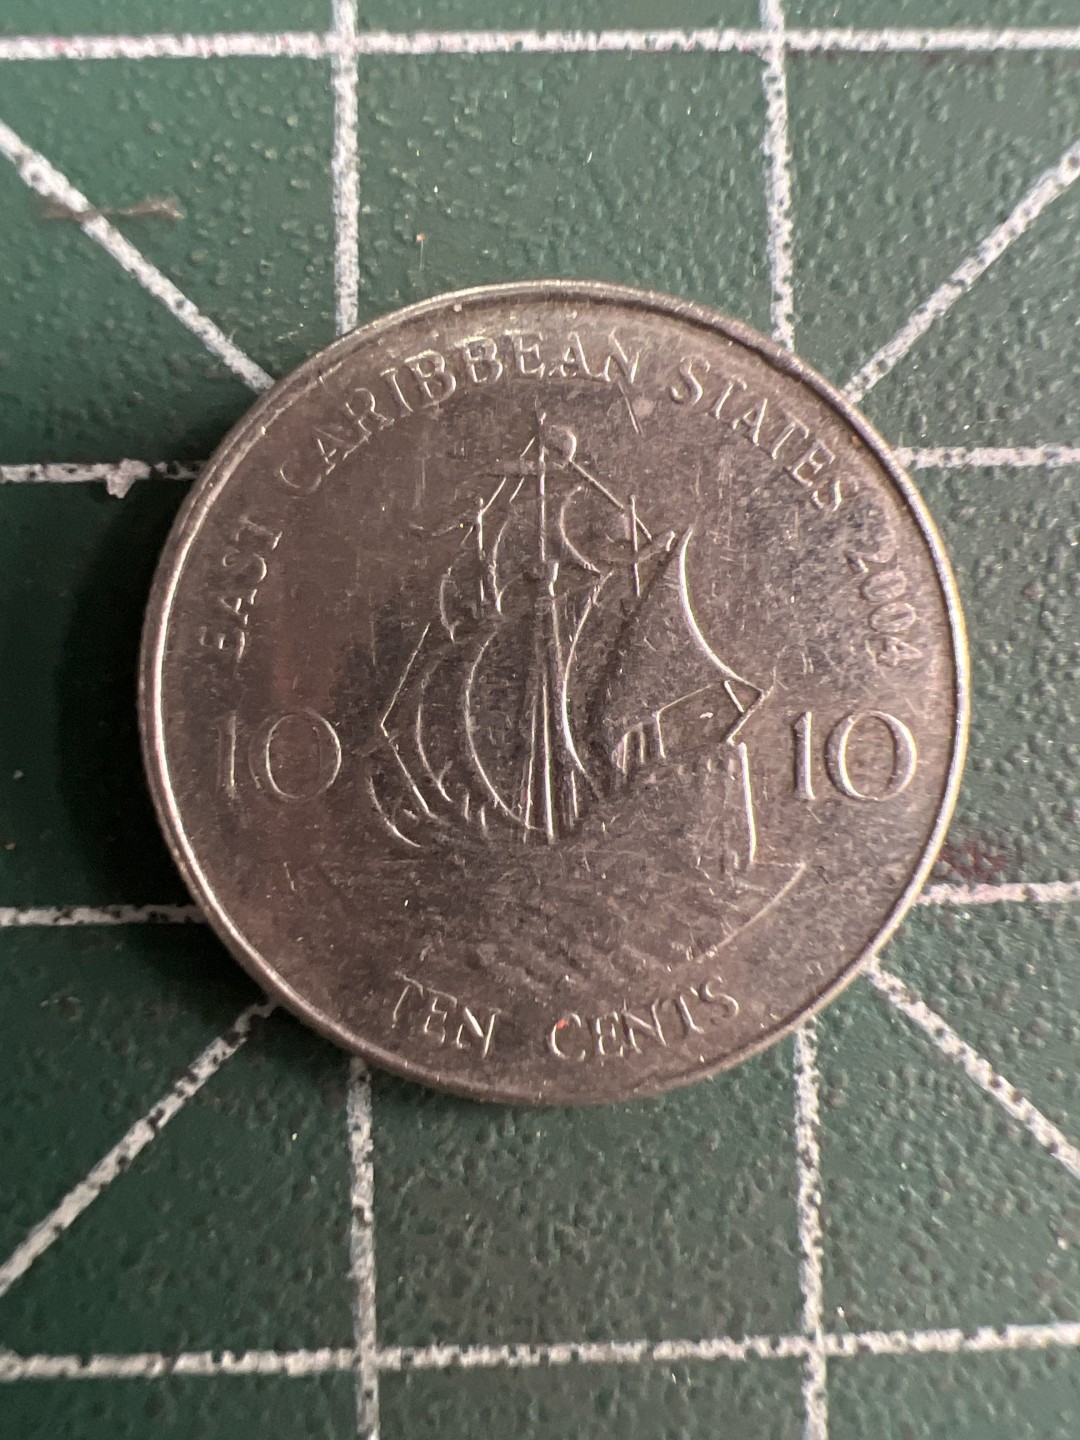 EAST CARIBBEAN STATES 2004
10 10
TEN CENTS